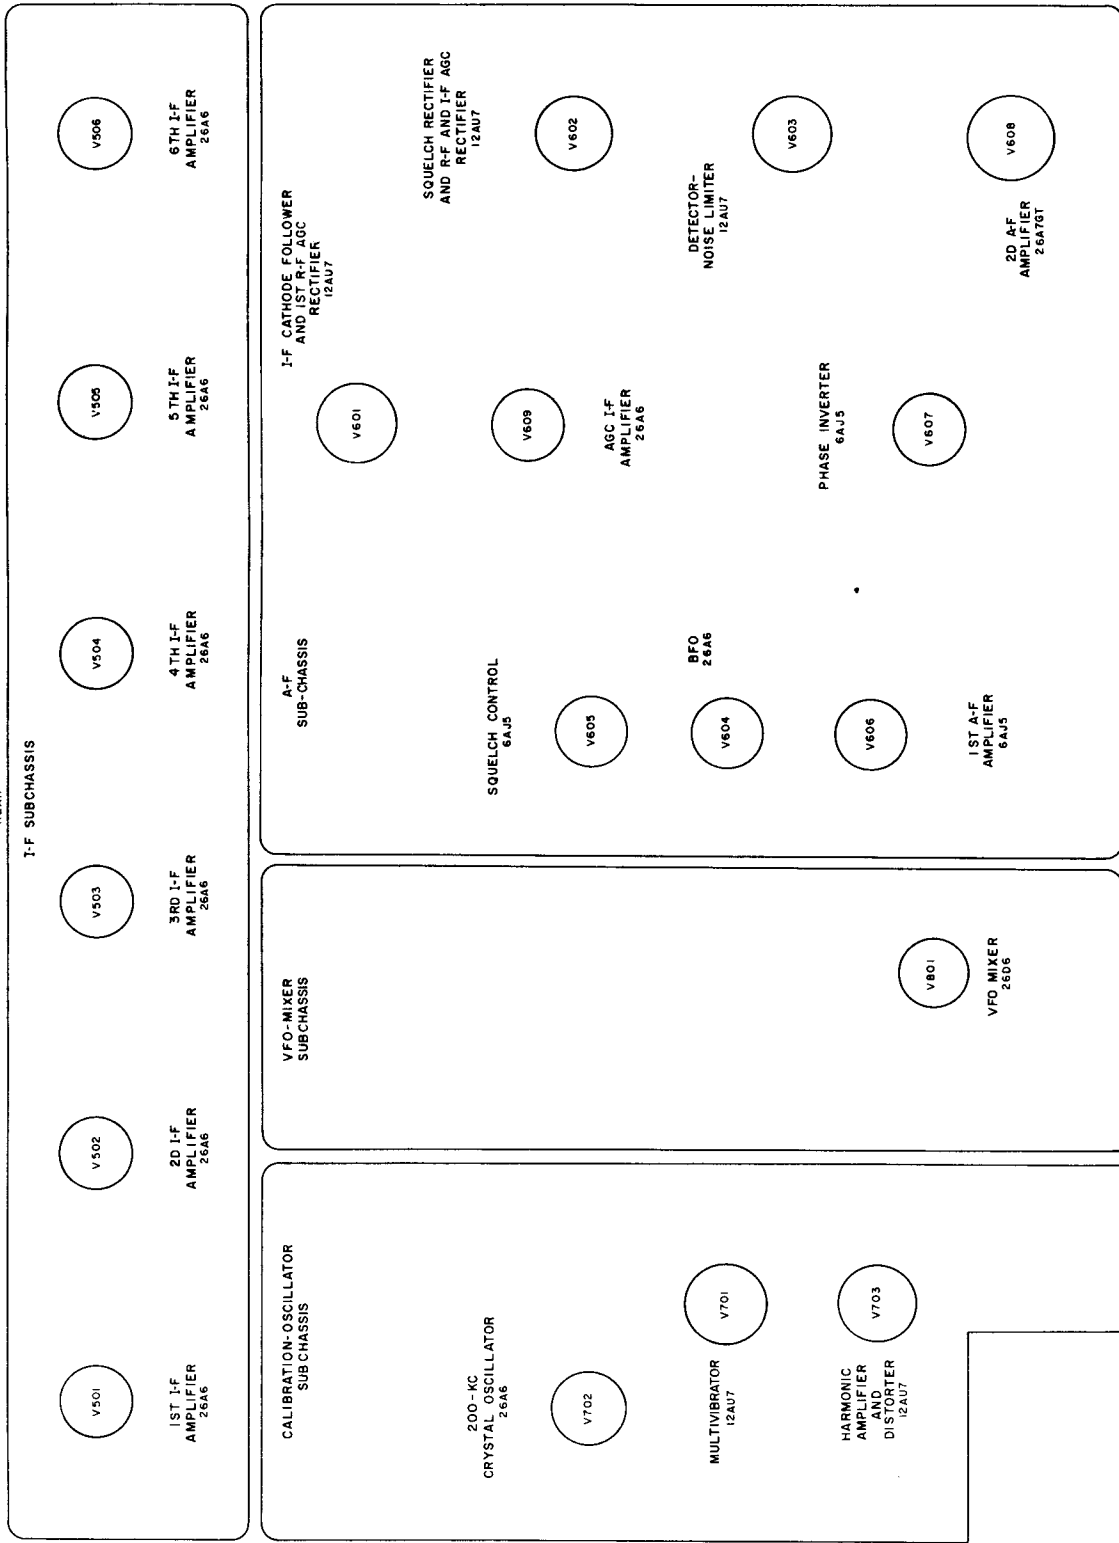 I-F SUBCHASSIS
V501
1ST I-F
AMPLIFIER
26A6
V502
2D I-F
AMPLIFIER
26A6
V503
3RD I-F
AMPLIFIER
26A6
V504
4TH I-F
AMPLIFIER
26A6
V505
5TH I-F
AMPLIFIER
26A6
V506
6TH I-F
AMPLIFIER
26A6
CALIBRATION-OSCILLATOR
SUBCHASSIS
200-KC
CRYSTAL OSCILLATOR
26A6
V702
MULTIVIBRATOR
12AU7
V701
HARMONIC
AMPLIFIER
AND
DISTORTER
12AU7
V703
VFO-MIXER
SUBCHASSIS
V801
VFO MIXER
26D6
A-F
SUB-CHASSIS
SQUELCH CONTROL
6AJ5
V605
BFO
26A6
V604
V606
1ST A-F
AMPLIFIER
6AJ5
I-F CATHODE FOLLOWER
AND 1ST R-F AGC
RECTIFIER
12AU7
V601
V609
AGC I-F
AMPLIFIER
26A6
PHASE INVERTER
6AJ5
V607
SQUELCH RECTIFIER
AND R-F AND I-F AGC
RECTIFIER
12AU7
V602
DETECTOR-
NOISE LIMITER
12AU7
V603
2D A-F
AMPLIFIER
26A7GT
V608